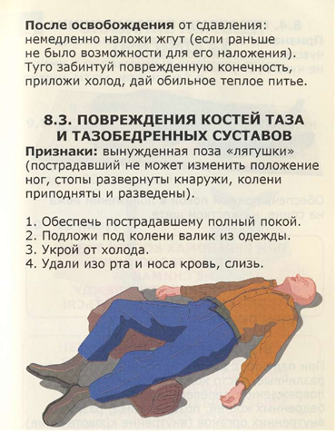 После освобождения от сдавления:
немедленно наложи жгут (если раньше
не было возможности для его наложения).
Туго забинтуй поврежденную конечность,
приложи холод, дай обильное теплое питье.
8.3. ПОВРЕЖДЕНИЯ КОСТЕЙ ТАЗА
И ТАЗОБЕДРЕННЫХ СУСТАВОВ
Признаки: вынужденная поза «лягушки»
(пострадавший не может изменить положение
ног, стопы развернуты кнаружи, колени
приподняты и разведены).
1. Обеспечь пострадавшему полный покой.
2. Подложи под колени валик из одежды.
3. Укрой от холода.
4. Удали изо рта и носа кровь, слизь.